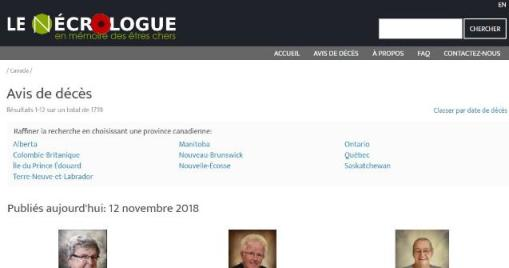 EN
LE NÉCROLOGUE
en mémoire des êtres chers
CHERCHER
ACCUEIL AVIS DE DÉCÈS À PROPOS FAQ CONTACTEZ-NOUS
/ Canada /
Avis de décès
Résultats 1-12 sur un total de 1719
Classer par date de décès
Raffiner la recherche en choisissant une province canadienne:
Alberta Manitoba Ontario
Colombie-Britanique Nouveau-Brunswick Québec
Île du Prince Édouard Nouvelle-Ecosse Saskatchewan
Terre-Neuve-et-Labrador
Publiés aujourd'hui: 12 novembre 2018